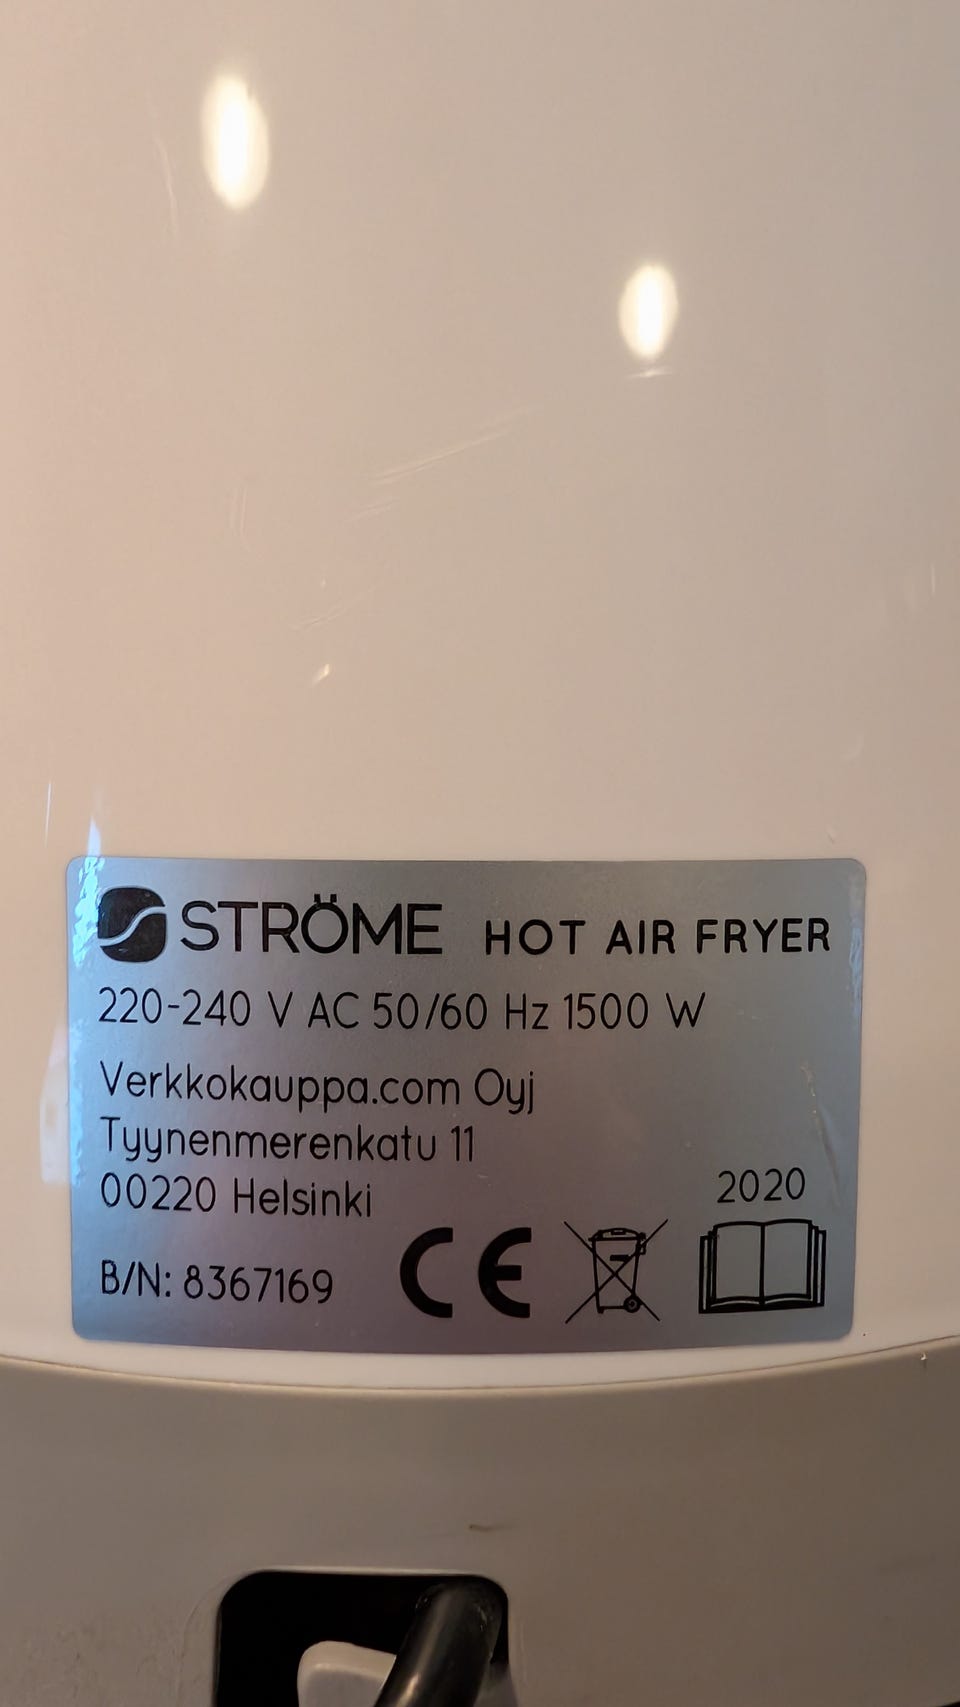 STRÖME HOT AIR FRYER
220-240 V AC 50/60 Hz 1500 W
Verkkokauppa.com Oyj
Tyynenmerenkatu 11
00220 Helsinki
2020
B/N: 8367169 CE